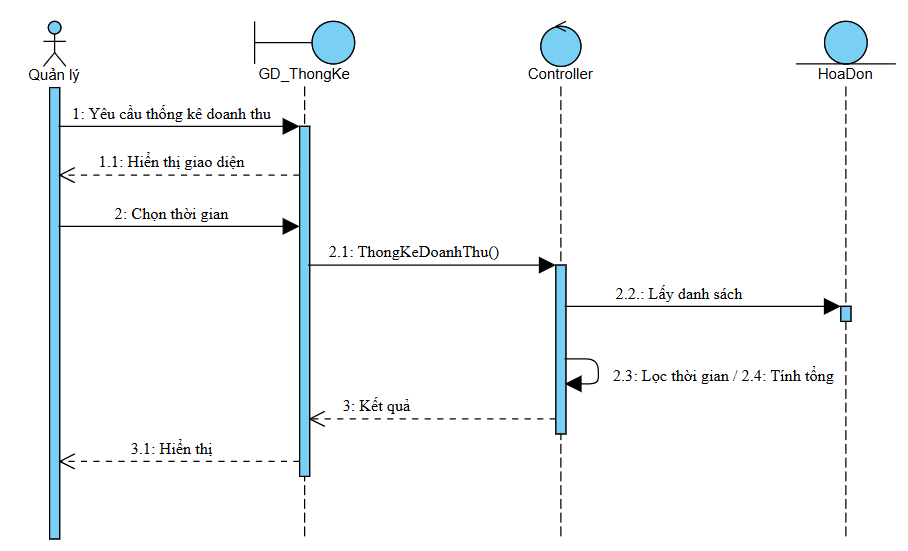 Quản lý
GD_ThongKe
Controller
HoaDon
1: Yêu cầu thống kê doanh thu
1.1: Hiển thị giao diện
2: Chọn thời gian
2.1: ThongKeDoanhThu()
2.2.: Lấy danh sách
2.3: Lọc thời gian / 2.4: Tính tổng
3: Kết quả
3.1: Hiển thị